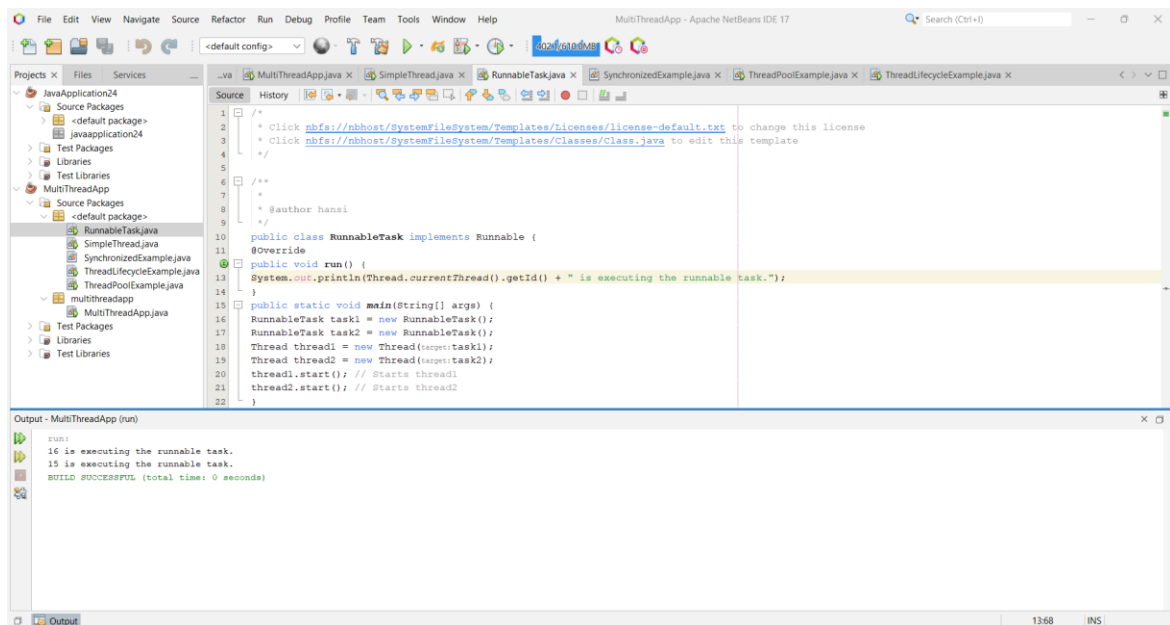 File Edit View Navigate Source Refactor Run Debug Profile Team Tools Window Help
MultiThreadApp - Apache NetBeans IDE 17
Search (Ctrl+I)
<default config>
Projects Files Services
...va MultiThreadApp.java SimpleThread.java RunnableTask.java SynchronizedExample.java ThreadPoolExample.java ThreadLifecycleExample.java
JavaApplication24
Source Packages
<default package>
javaapplication24
Test Packages
Libraries
Test Libraries
MultiThreadApp
Source Packages
<default package>
RunnableTask.java
SimpleThread.java
SynchronizedExample.java
ThreadLifecycleExample.java
ThreadPoolExample.java
multithreadapp
MultiThreadApp.java
Test Packages
Libraries
Test Libraries
Source History
1 /*
2 * Click nbfs://nbhost/SystemFileSystem/Templates/Licenses/license-default.txt to change this license
3 * Click nbfs://nbhost/SystemFileSystem/Templates/Classes/Class.java to edit this template
4 */
5
6 /**
7 *
8 * @author hansi
9 */
10 public class RunnableTask implements Runnable {
11 @Override
public void run() {
13 System.out.println(Thread.currentThread().getId() + " is executing the runnable task.");
14 }
15 public static void main(String[] args) {
16 RunnableTask task1 = new RunnableTask();
17 RunnableTask task2 = new RunnableTask();
18 Thread thread1 = new Thread(target:task1);
19 Thread thread2 = new Thread(target:task2);
20 thread1.start(); // Starts thread1
21 thread2.start(); // Starts thread2
22 }
Output - MultiThreadApp (run)
run:
16 is executing the runnable task.
15 is executing the runnable task.
BUILD SUCCESSFUL (total time: 0 seconds)
Output
13:68 INS